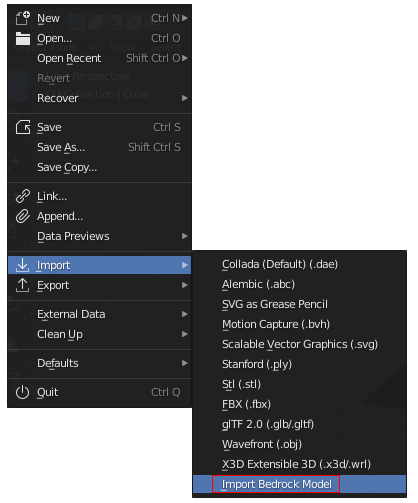 New Ctrl N
Open... Ctrl O
Open Recent Shift Ctrl O
Revert
Recover
Save Ctrl S
Save As... Shift Ctrl S
Save Copy...
Link...
Append...
Data Previews
Import
Export
External Data
Clean Up
Defaults
Quit Ctrl Q
Collada (Default) (.dae)
Alembic (.abc)
SVG as Grease Pencil
Motion Capture (.bvh)
Scalable Vector Graphics (.svg)
Stanford (.ply)
Stl (.stl)
FBX (.fbx)
glTF 2.0 (.glb/.gltf)
Wavefront (.obj)
X3D Extensible 3D (.x3d/.wrl)
Import Bedrock Model